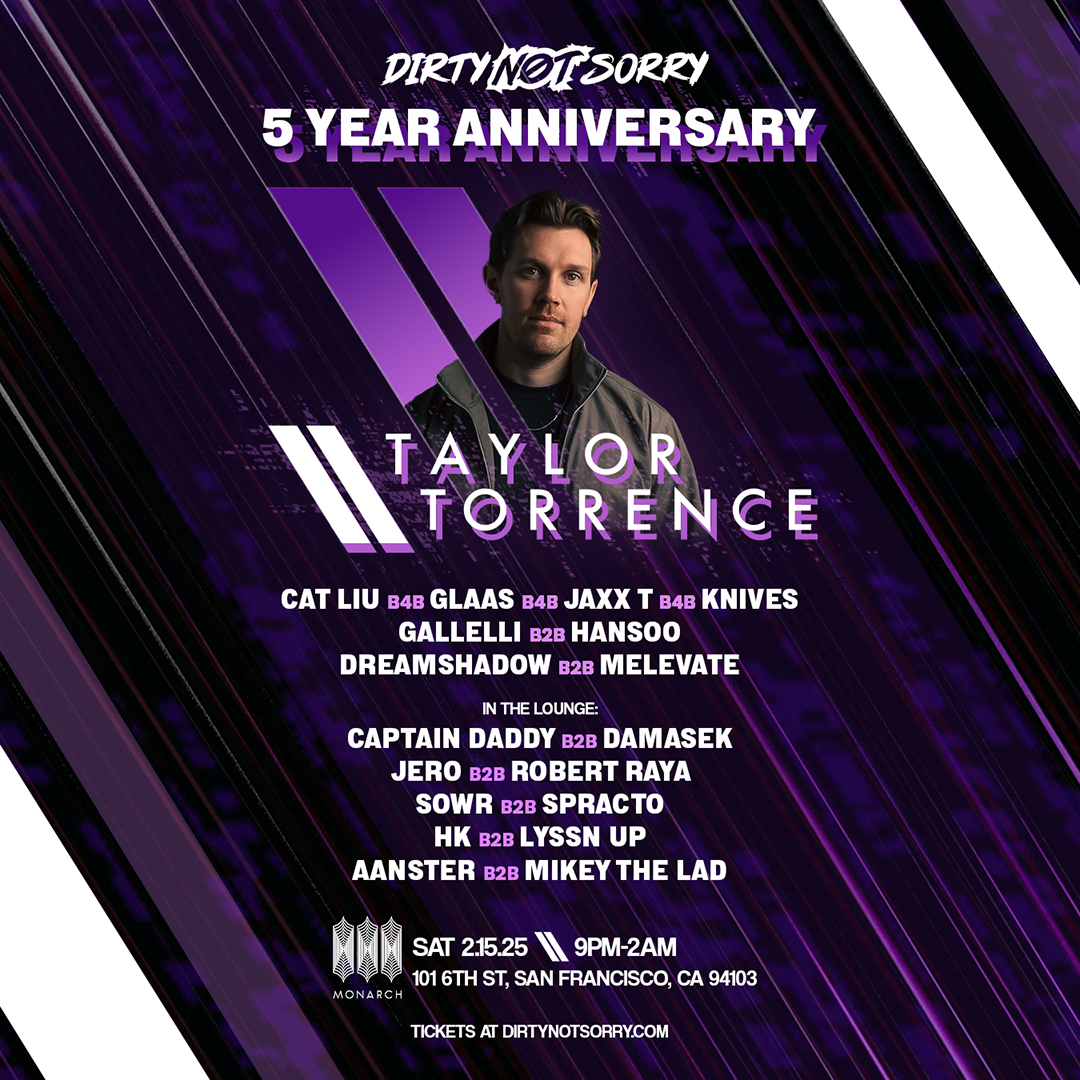 DIRTY NOT SORRY
5 YEAR ANNIVERSARY
TAYLOR
TORRENCE
CAT LIU B4B GLAAS B4B JAXX T B4B KNIVES
GALLELLI B2B HANSOO
DREAMSHADOW B2B MELEVATE
IN THE LOUNGE:
CAPTAIN DADDY B2B DAMASEK
JERO B2B ROBERT RAYA
SOWR B2B SPRACTO
HK B2B LYSSN UP
AANSTER B2B MIKEY THE LAD
SAT 2.15.25 \\ 9PM-2AM
101 6TH ST, SAN FRANCISCO, CA 94103
MONARCH
TICKETS AT DIRTYNOTSORRY.COM